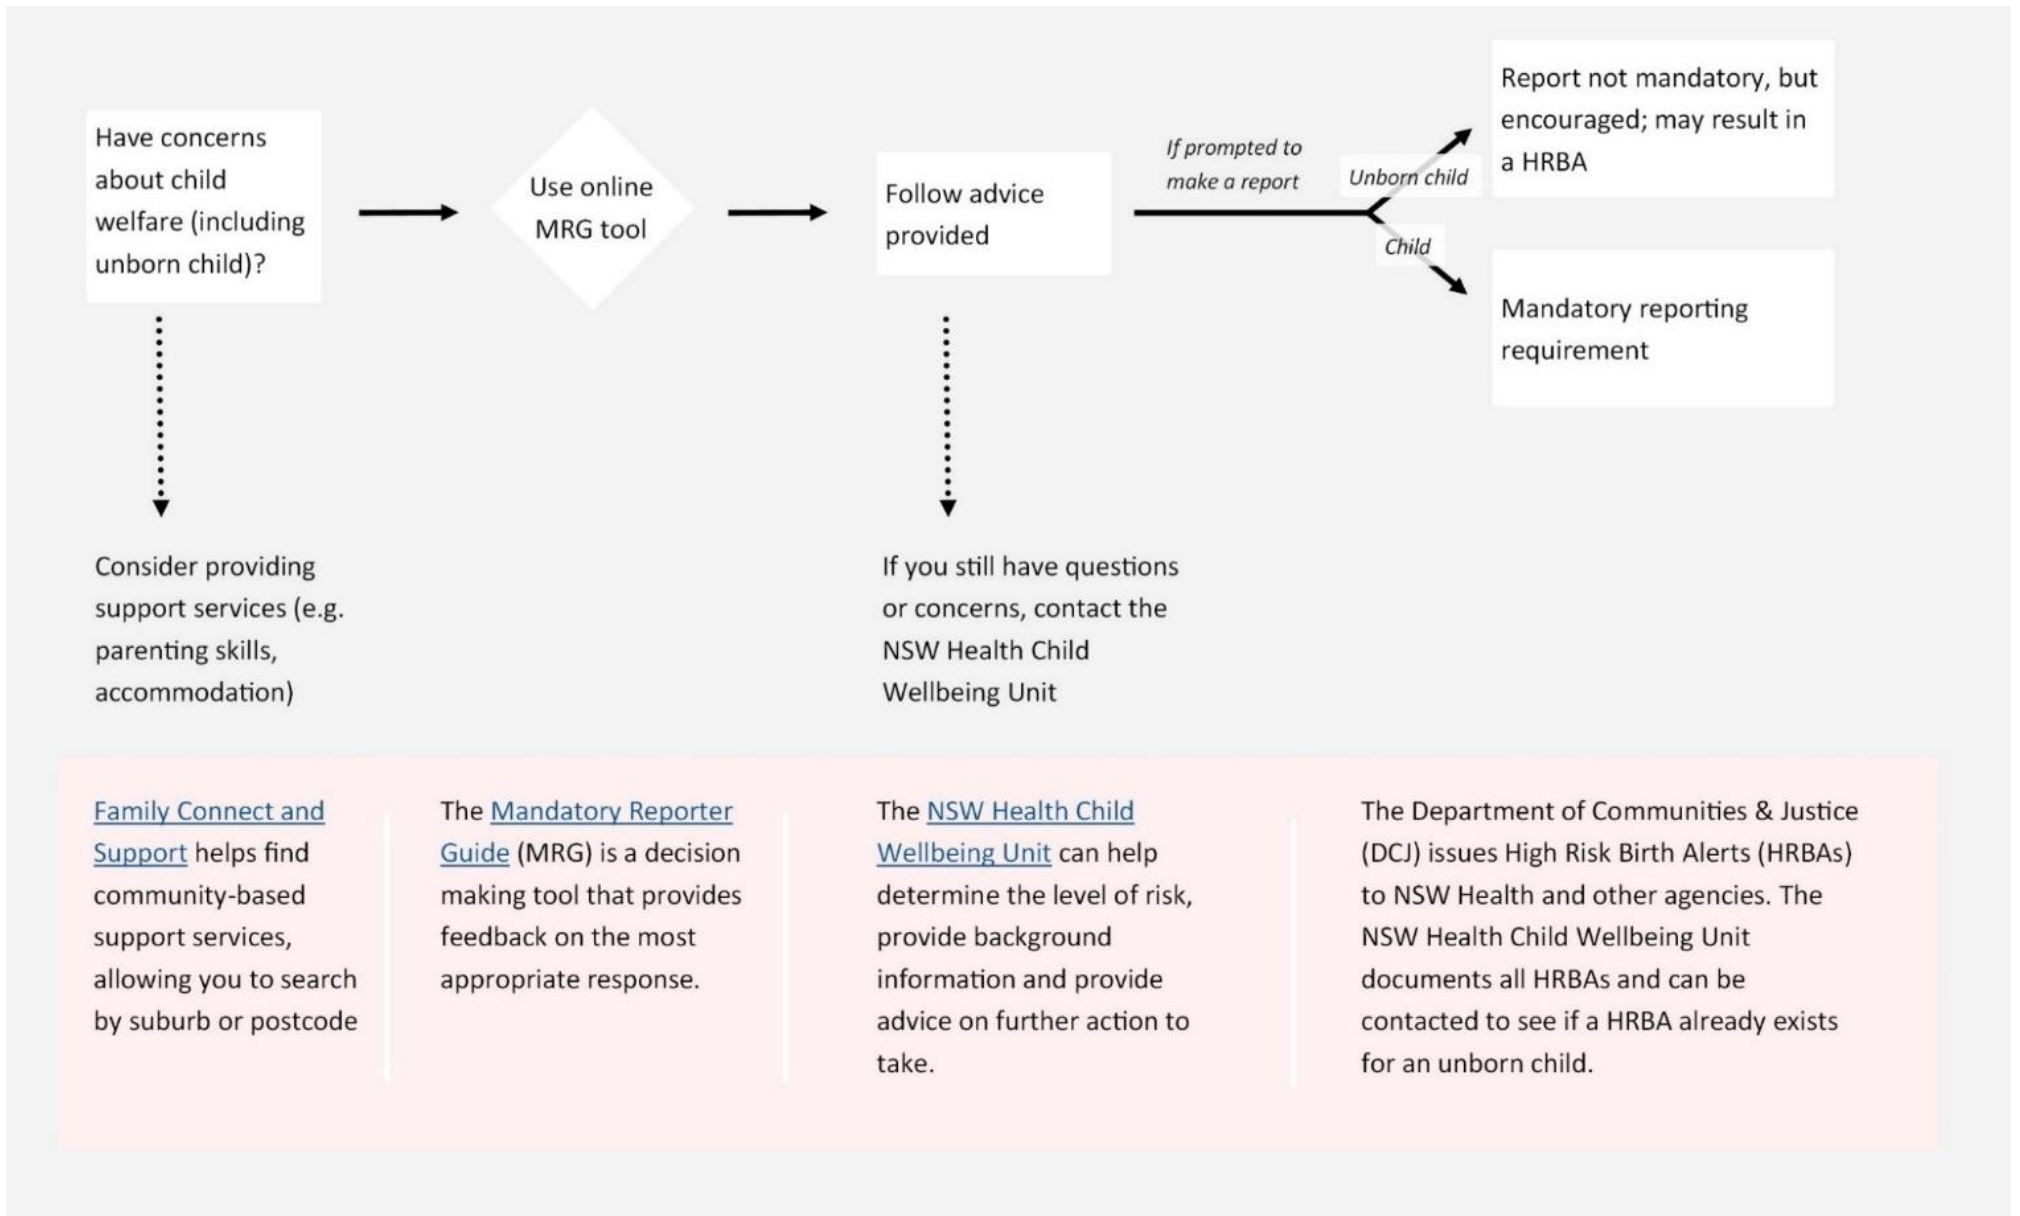 Have concerns
about child
welfare (including
unborn child)?
Use online
MRG tool
Follow advice
provided
If prompted to
make a report
Unborn child
Child
Report not mandatory, but
encouraged; may result in
a HRBA
Mandatory reporting
requirement
Consider providing
support services (e.g.
parenting skills,
accommodation)
If you still have questions
or concerns, contact the
NSW Health Child
Wellbeing Unit
Family Connect and
Support helps find
community-based
support services,
allowing you to search
by suburb or postcode
The Mandatory Reporter
Guide (MRG) is a decision
making tool that provides
feedback on the most
appropriate response.
The NSW Health Child
Wellbeing Unit can help
determine the level of risk,
provide background
information and provide
advice on further action to
take.
The Department of Communities & Justice
(DCJ) issues High Risk Birth Alerts (HRBAs)
to NSW Health and other agencies. The
NSW Health Child Wellbeing Unit
documents all HRBAs and can be
contacted to see if a HRBA already exists
for an unborn child.